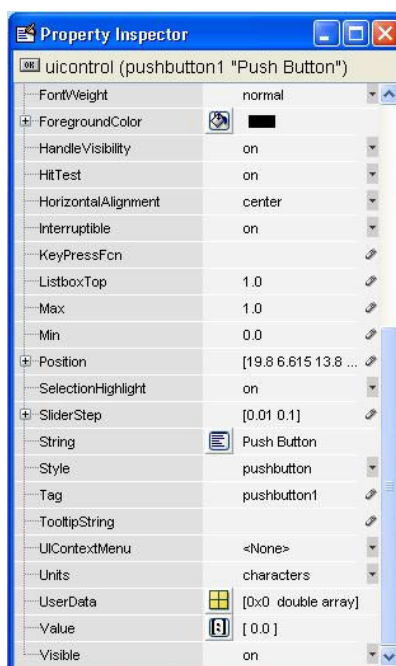 Property Inspector
OK uicontrol (pushbutton1 "Push Button")
FontWeight normal
ForegroundColor
HandleVisibility on
HitTest on
HorizontalAlignment center
Interruptible on
KeyPressFcn
ListboxTop 1.0
Max 1.0
Min 0.0
Position [19.8 6.615 13.8 ...
SelectionHighlight on
SliderStep [0.01 0.1]
String Push Button
Style pushbutton
Tag pushbutton1
TooltipString
UIContextMenu <None>
Units characters
UserData [0x0 double array]
Value [ 0.0 ]
Visible on